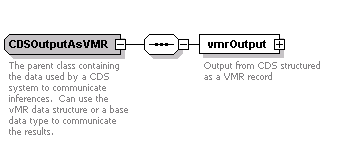 CDSOutputAsVMR
vmrOutput
The parent class containing
the data used by a CDS
system to communicate
inferences. Can use the
vMR data structure or a base
data type to communicate
the results.
Output from CDS structured
as a VMR record